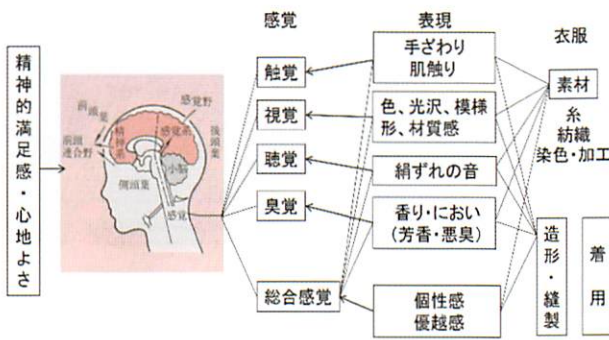 感覚
表現
衣服
精神的満足感・心地よさ
前頭葉
前頭連合野
精神系
感覚系
感覚野
後頭葉
小脳
側頭葉
感覚
触覚
視覚
聴覚
臭覚
総合感覚
手ざわり
肌触り
色、光沢、模様
形、材質感
絹ずれの音
香り・におい
(芳香・悪臭)
個性感
優越感
素材
糸
紡織
染色・加工
造形・縫製
着用